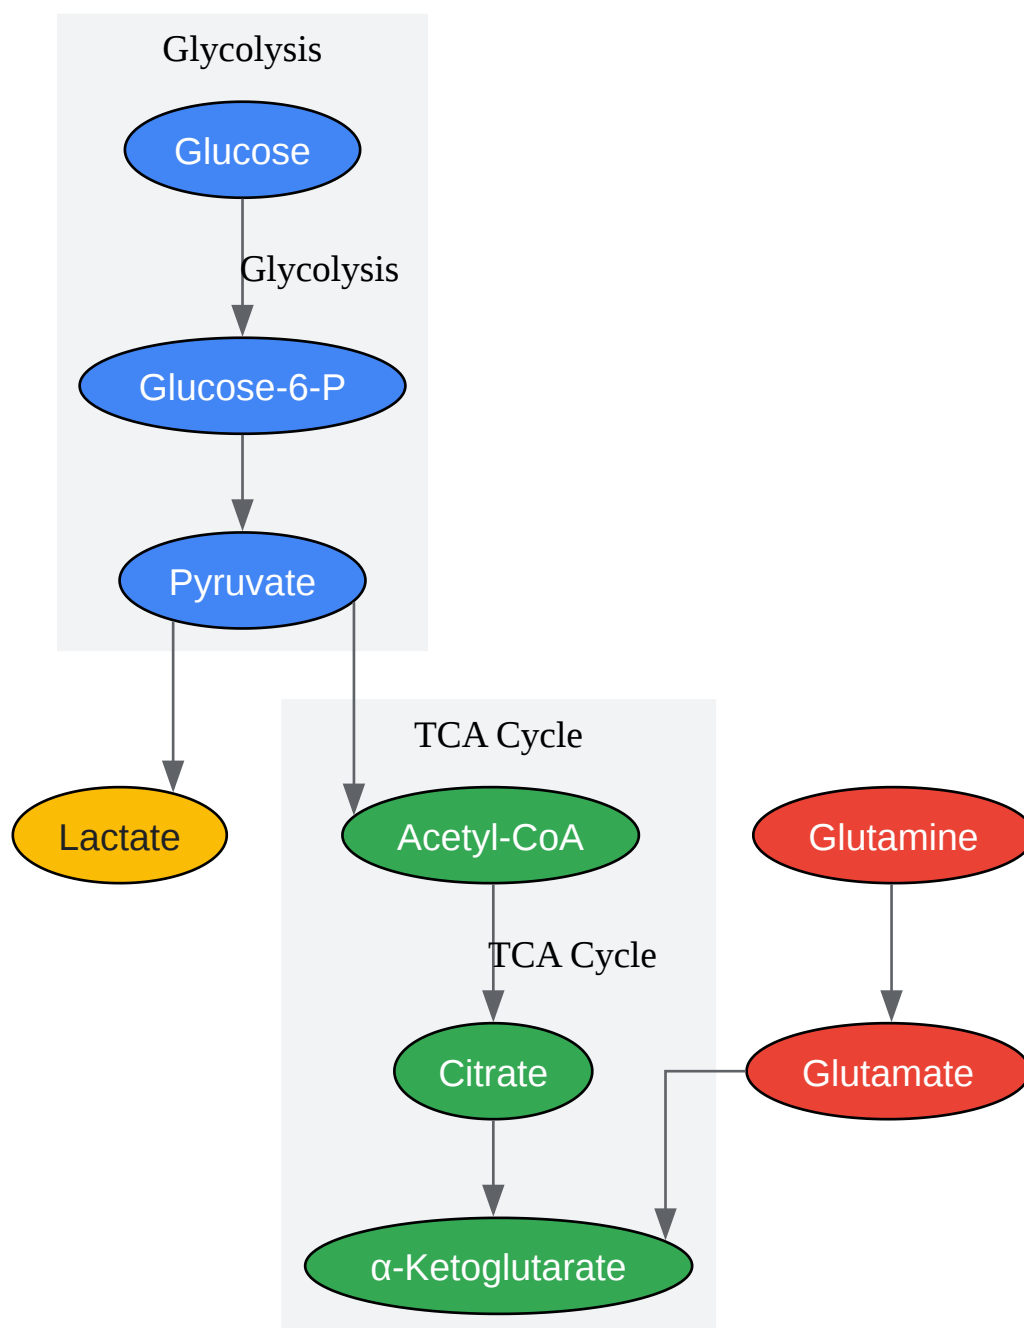 Glycolysis
Glucose
Glycolysis
Glucose-6-P
Pyruvate
TCA Cycle
Lactate
Acetyl-CoA
Glutamine
TCA Cycle
Citrate
Glutamate
α-Ketoglutarate